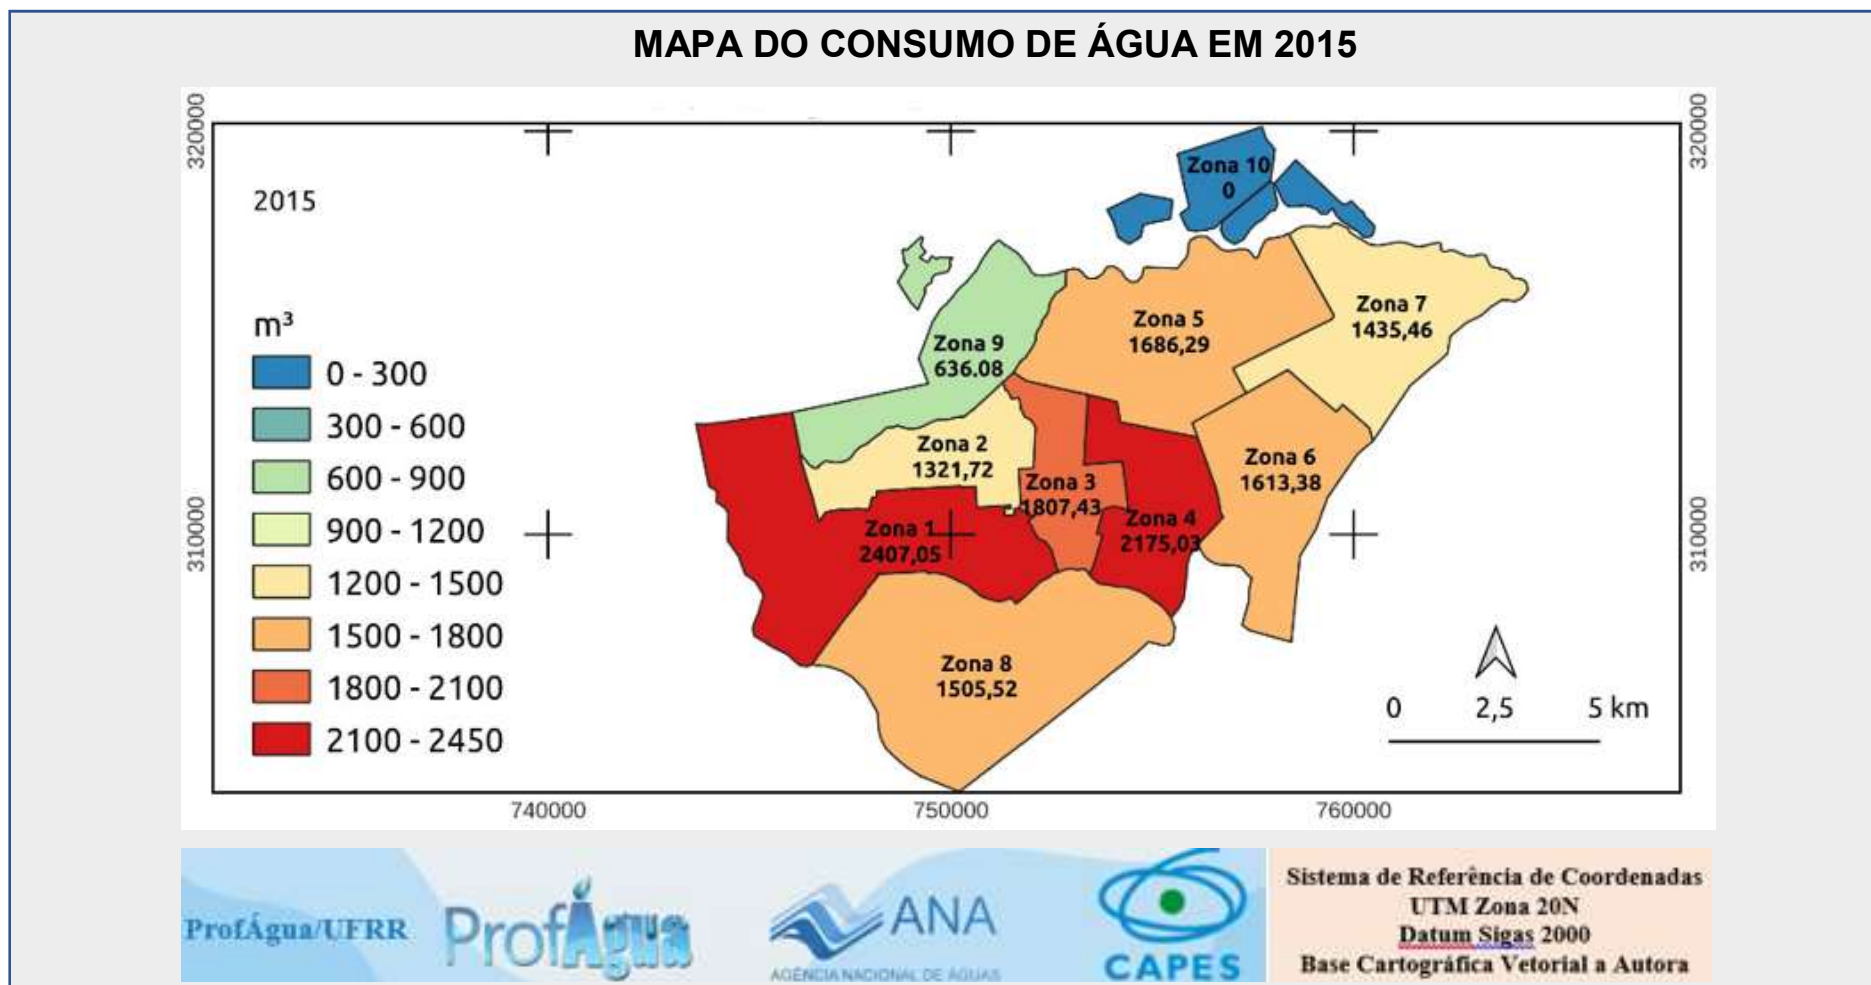 MAPA DO CONSUMO DE ÁGUA EM 2015
320000
320000
2015
Zona 10
0
m³
0 - 300
300 - 600
600 - 900
900 - 1200
1200 - 1500
1500 - 1800
1800 - 2100
2100 - 2450
Zona 7
1435,46
Zona 5
1686,29
Zona 9
636.08
Zona 2
1321,72
Zona 6
1613,38
Zona 3
1807,43
Zona 4
2175,03
Zona 1
2407,05
Zona 8
1505,52
310000
310000
0 2,5 5 km
740000 750000 760000
ProfÁgua/UFRR
ProfÁgua
ANA
AGÊNCIA NACIONAL DE ÁGUAS
CAPES
Sistema de Referência de Coordenadas
UTM Zona 20N
Datum Sigas 2000
Base Cartográfica Vetorial a Autora